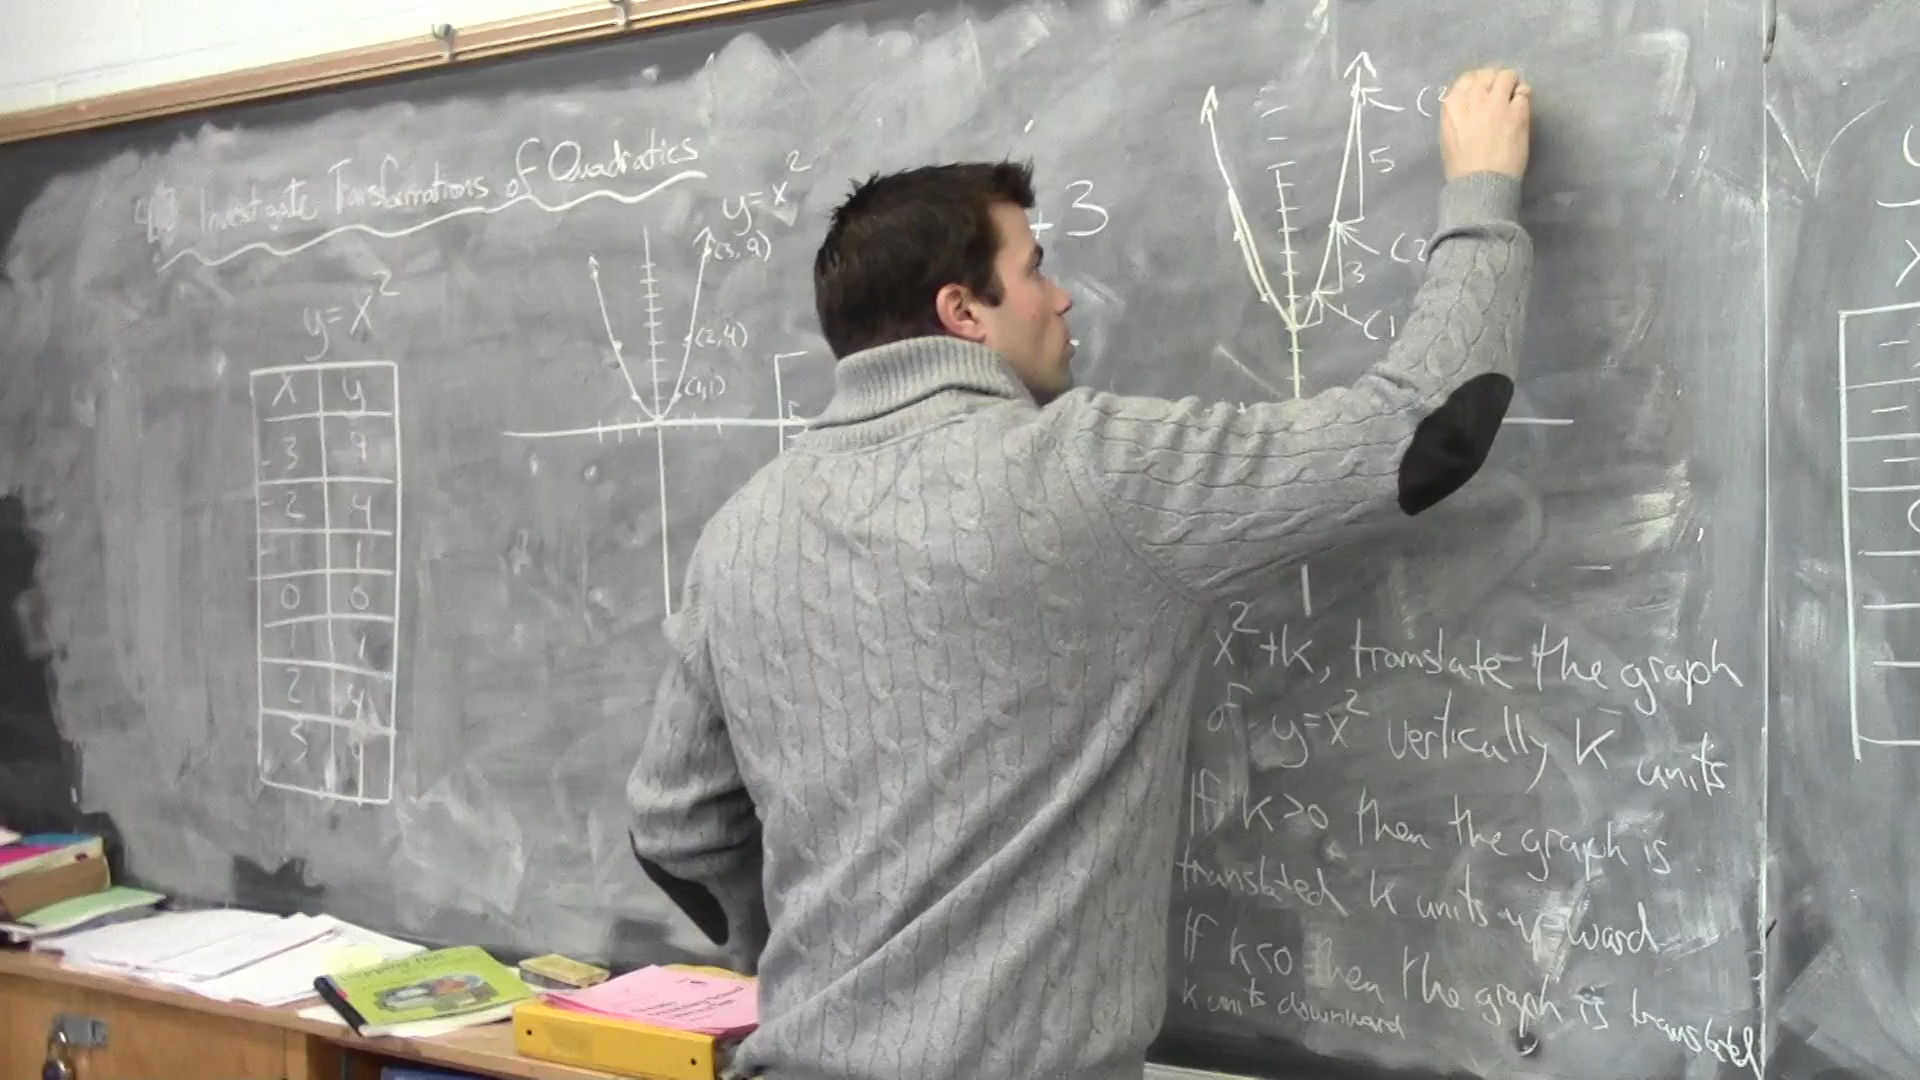 4.3 Investigate Transformations of Quadratics
y=x²
x y
-3 9
-2 4
-1 1
0 0
1 1
2 4
3 9
y=x²
(3,9)
(2,4)
(1,1)
+3
(2
5
(2
3
(1
x²+k, translate the graph
of y=x² vertically k units
If k>0 then the graph is
translated k units upward
If k<0 then the graph is translated
k units downward